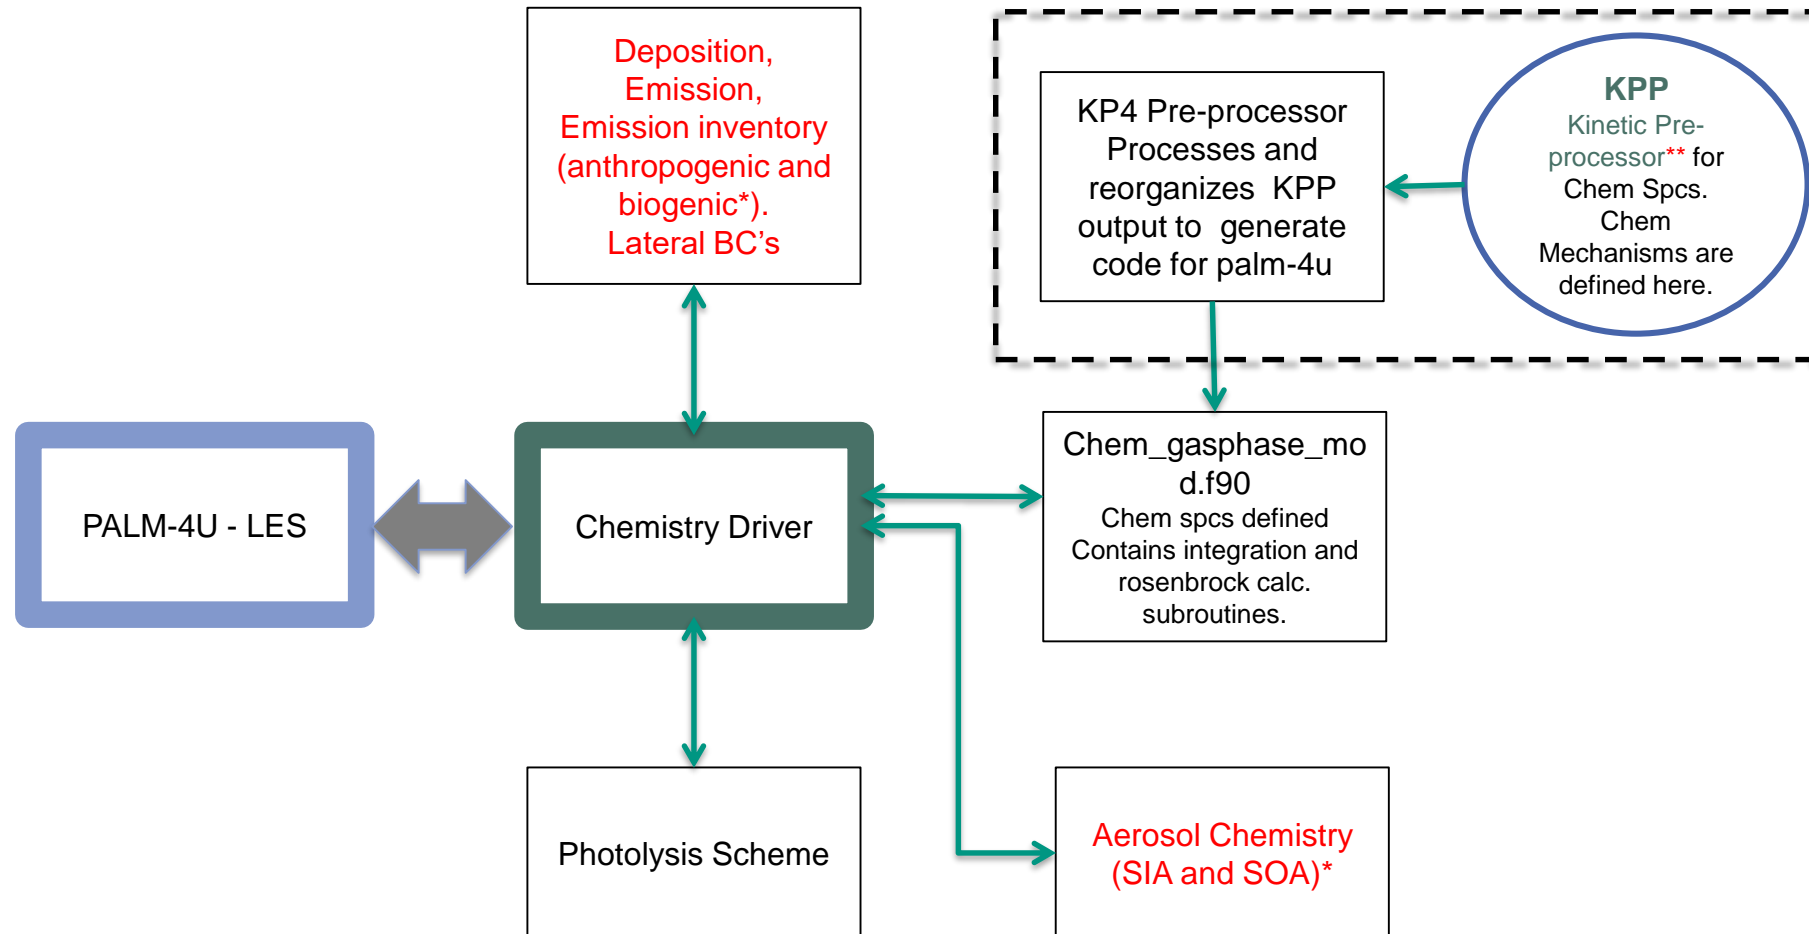 Deposition,
Emission,
Emission inventory
(anthropogenic and
biogenic*).
Lateral BC’s
KP4 Pre-processor
Processes and
reorganizes  KPP
output to  generate
code for palm-4u
KPP
Kinetic Pre-
processor** for
Chem Spcs.
Chem
Mechanisms are
defined here.
PALM-4U - LES
Chemistry Driver
Chem_gasphase_mo
d.f90
Chem spcs defined
Contains integration and
rosenbrock calc.
subroutines.
Photolysis Scheme
Aerosol Chemistry
(SIA and SOA)*